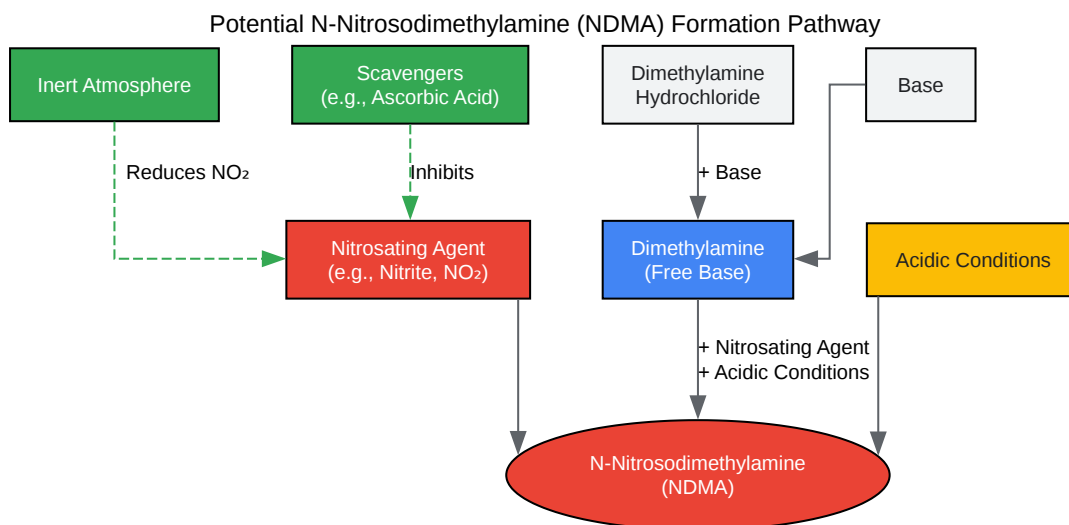 Potential N-Nitrosodimethylamine (NDMA) Formation Pathway
Inert Atmosphere
Scavengers
(e.g., Ascorbic Acid)
Dimethylamine
Hydrochloride
Base
Reduces NO₂
Inhibits
+ Base
Nitrosating Agent
(e.g., Nitrite, NO₂)
Dimethylamine
(Free Base)
Acidic Conditions
+ Nitrosating Agent
+ Acidic Conditions
N-Nitrosodimethylamine
(NDMA)